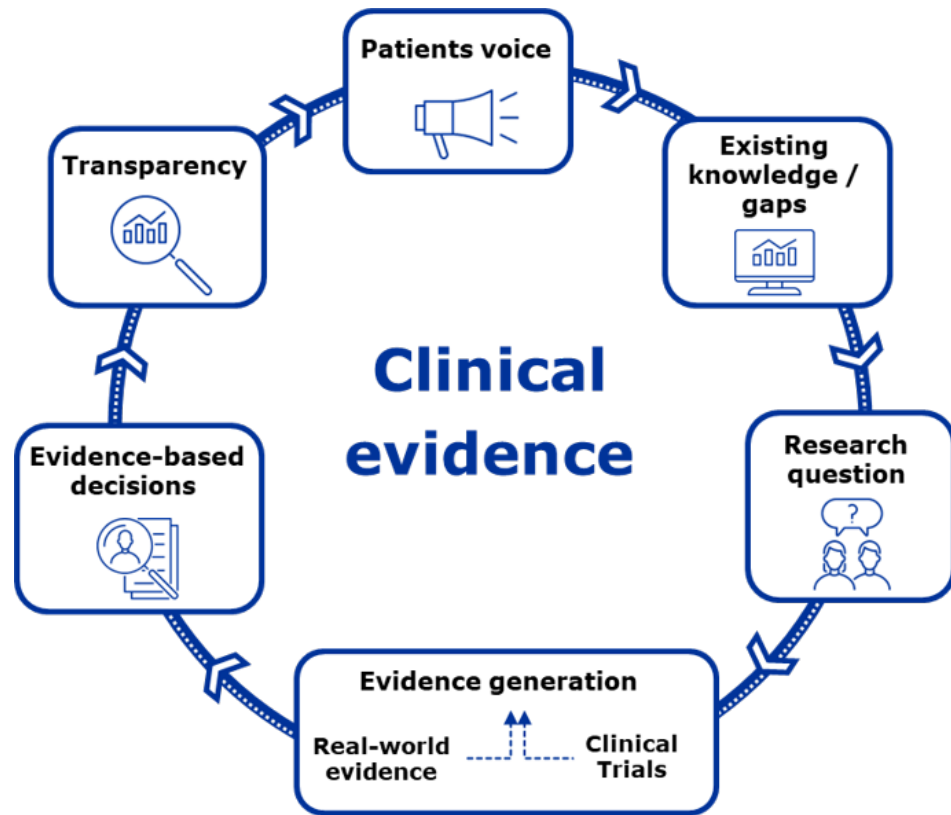 Patients voice
Existing
knowledge /
gaps
Research
question
?
Evidence generation
Real-world
evidence
Clinical
Trials
Evidence-based
decisions
Transparency
Clinical
evidence